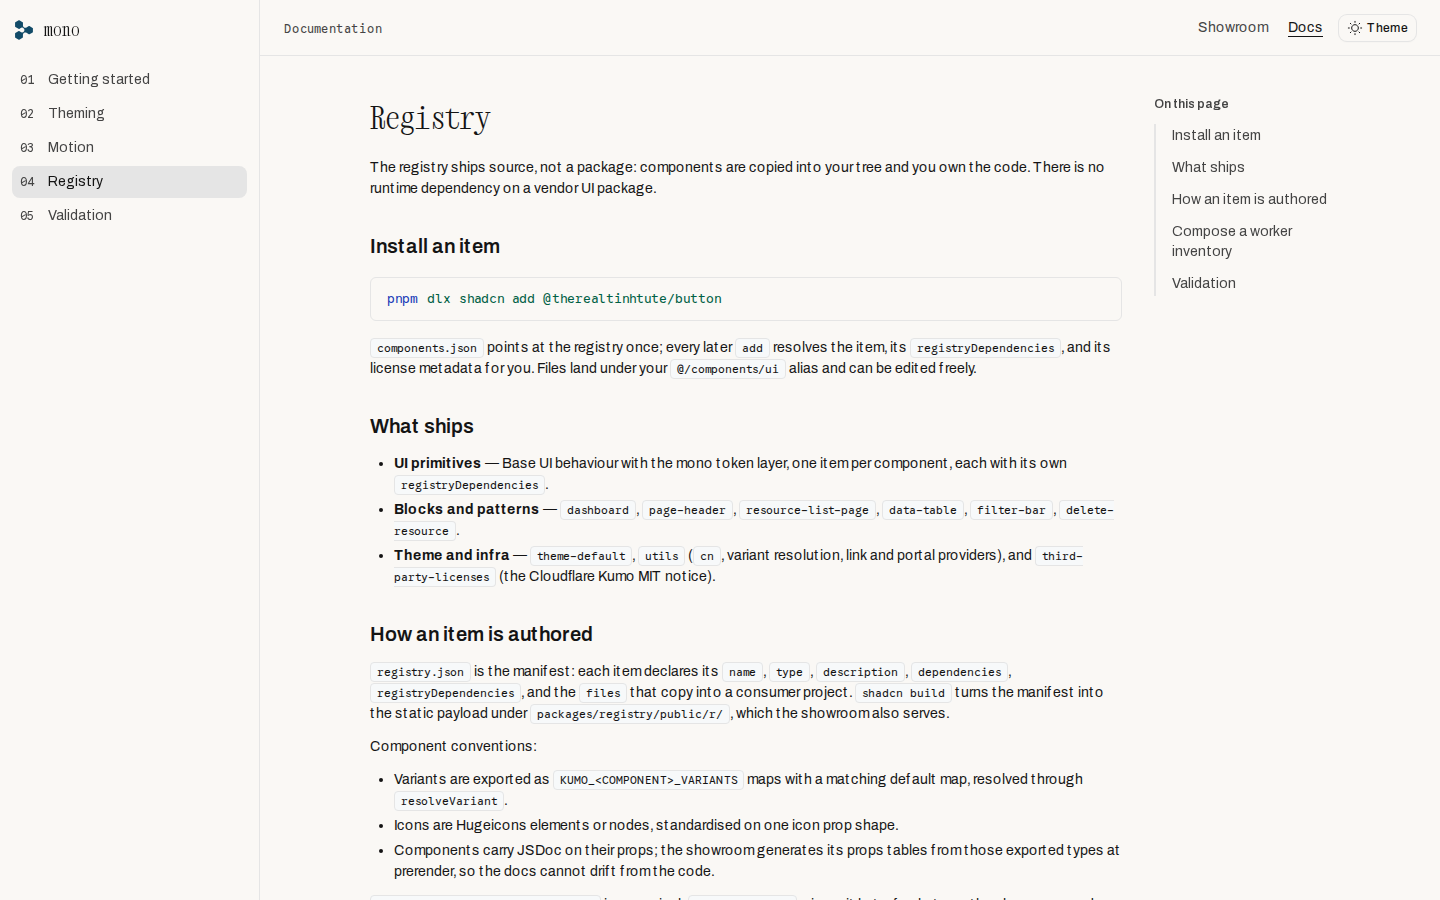 mono
01 Getting started
02 Theming
03 Motion
04 Registry
05 Validation
Documentation
Showroom
Docs
Theme
Registry
The registry ships source, not a package: components are copied into your tree and you own the code. There is no
runtime dependency on a vendor UI package.
Install an item
pnpm dlx shadcn add @therealtinhtute/button
components.json points at the registry once; every later add resolves the item, its registryDependencies, and its
license metadata for you. Files land under your @/components/ui alias and can be edited freely.
What ships
• UI primitives — Base UI behaviour with the mono token layer, one item per component, each with its own
registryDependencies.
• Blocks and patterns — dashboard, page-header, resource-list-page, data-table, filter-bar, delete-
resource.
• Theme and infra — theme-default, utils (cn, variant resolution, link and portal providers), and third-
party-licenses (the Cloudflare Kumo MIT notice).
How an item is authored
registry.json is the manifest: each item declares its name, type, description, dependencies,
registryDependencies, and the files that copy into a consumer project. shadcn build turns the manifest into
the static payload under packages/registry/public/r/, which the showroom also serves.
Component conventions:
• Variants are exported as KUMO_<COMPONENT>_VARIANTS maps with a matching default map, resolved through
resolveVariant.
• Icons are Hugeicons elements or nodes, standardised on one icon prop shape.
• Components carry JSDoc on their props; the showroom generates its props tables from those exported types at
prerender, so the docs cannot drift from the code.
On this page
Install an item
What ships
How an item is authored
Compose a worker
inventory
Validation